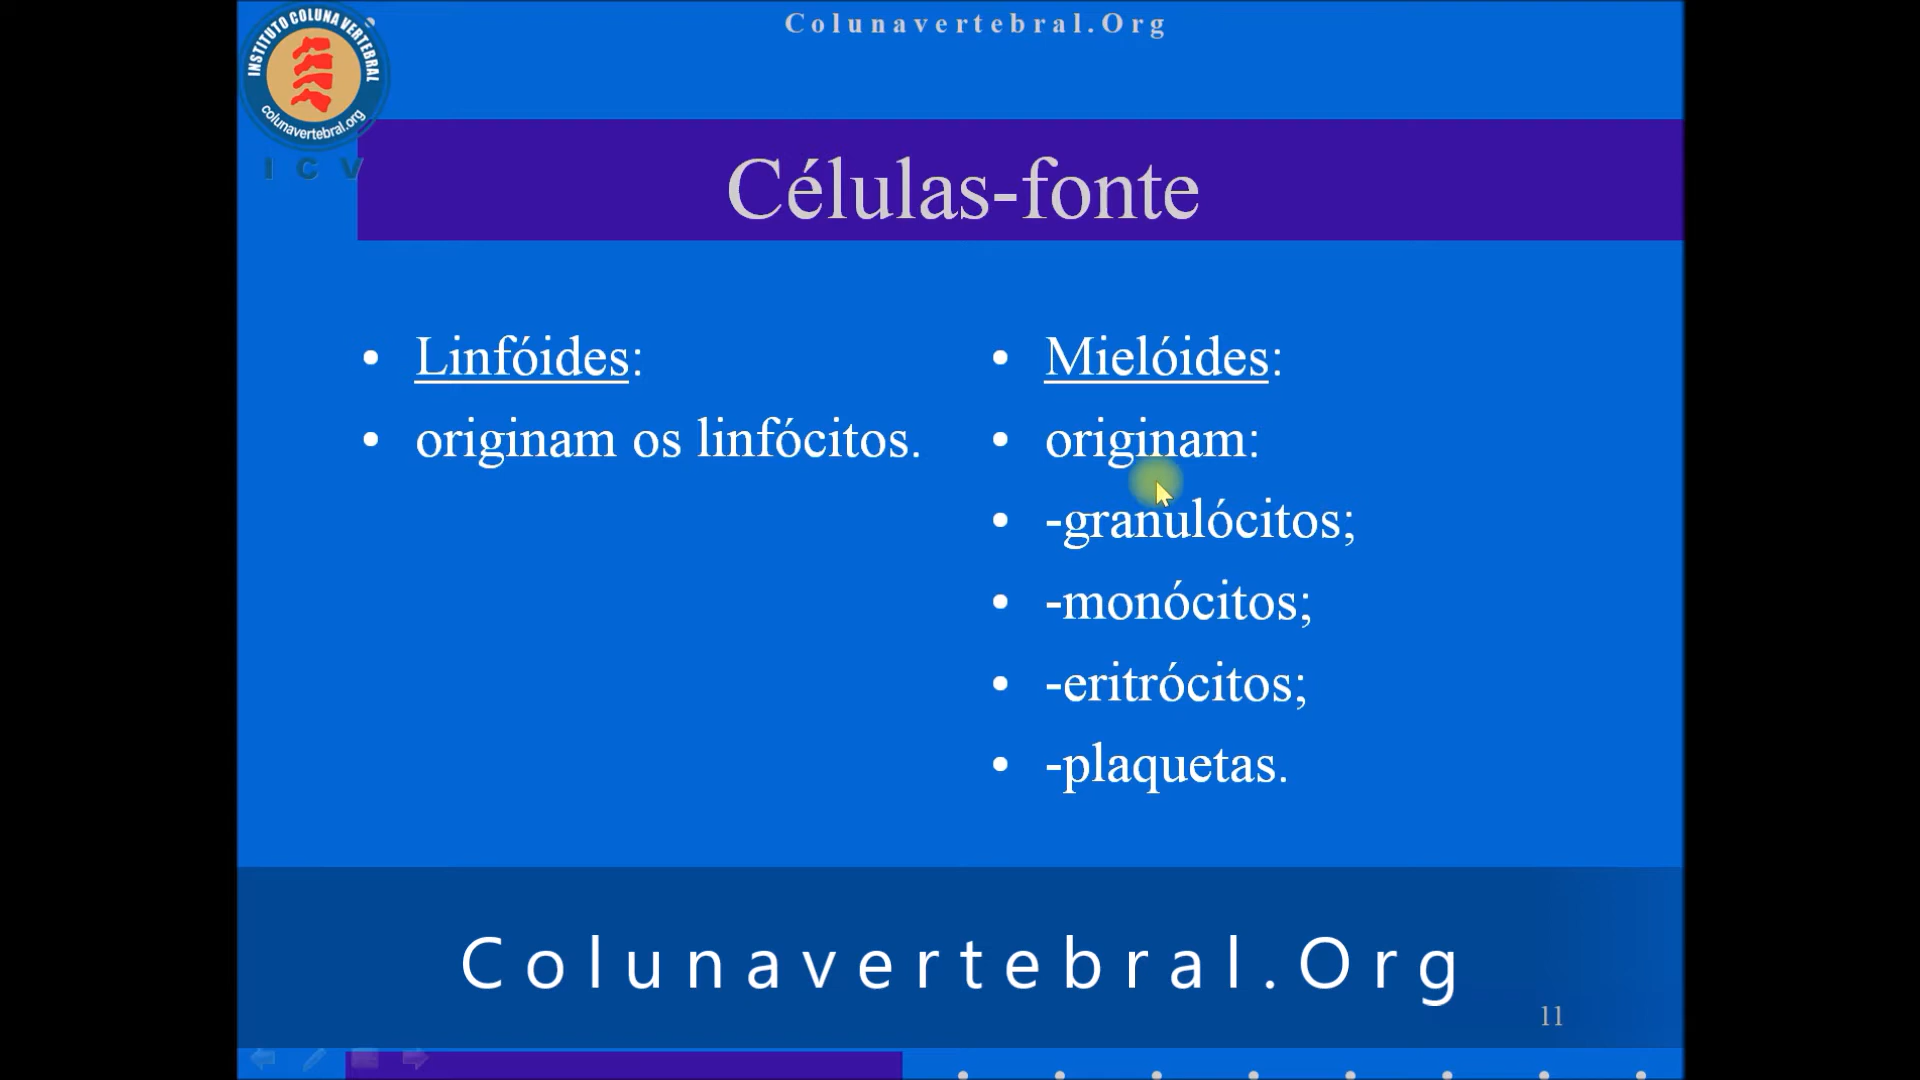 Colunavertebral.Org
INSTITUTO COLUNA VERTEBRAL
colunavertebral.org
I C V
Células-fonte
• Linfóides:
• originam os linfócitos.
• Mielóides:
• originam:
• -granulócitos;
• -monócitos;
• -eritrócitos;
• -plaquetas.
Colunavertebral.Org
11